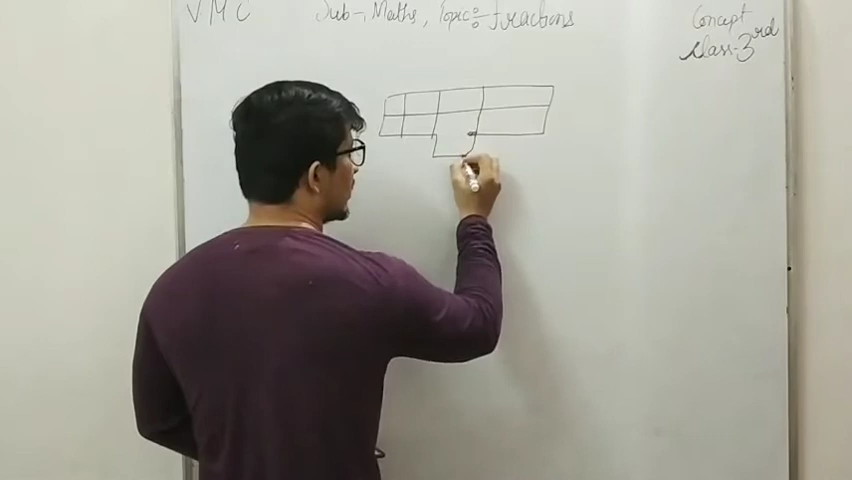 VMC
Sub-, Maths, Topic:- Fractions
Concept
Class-3rd